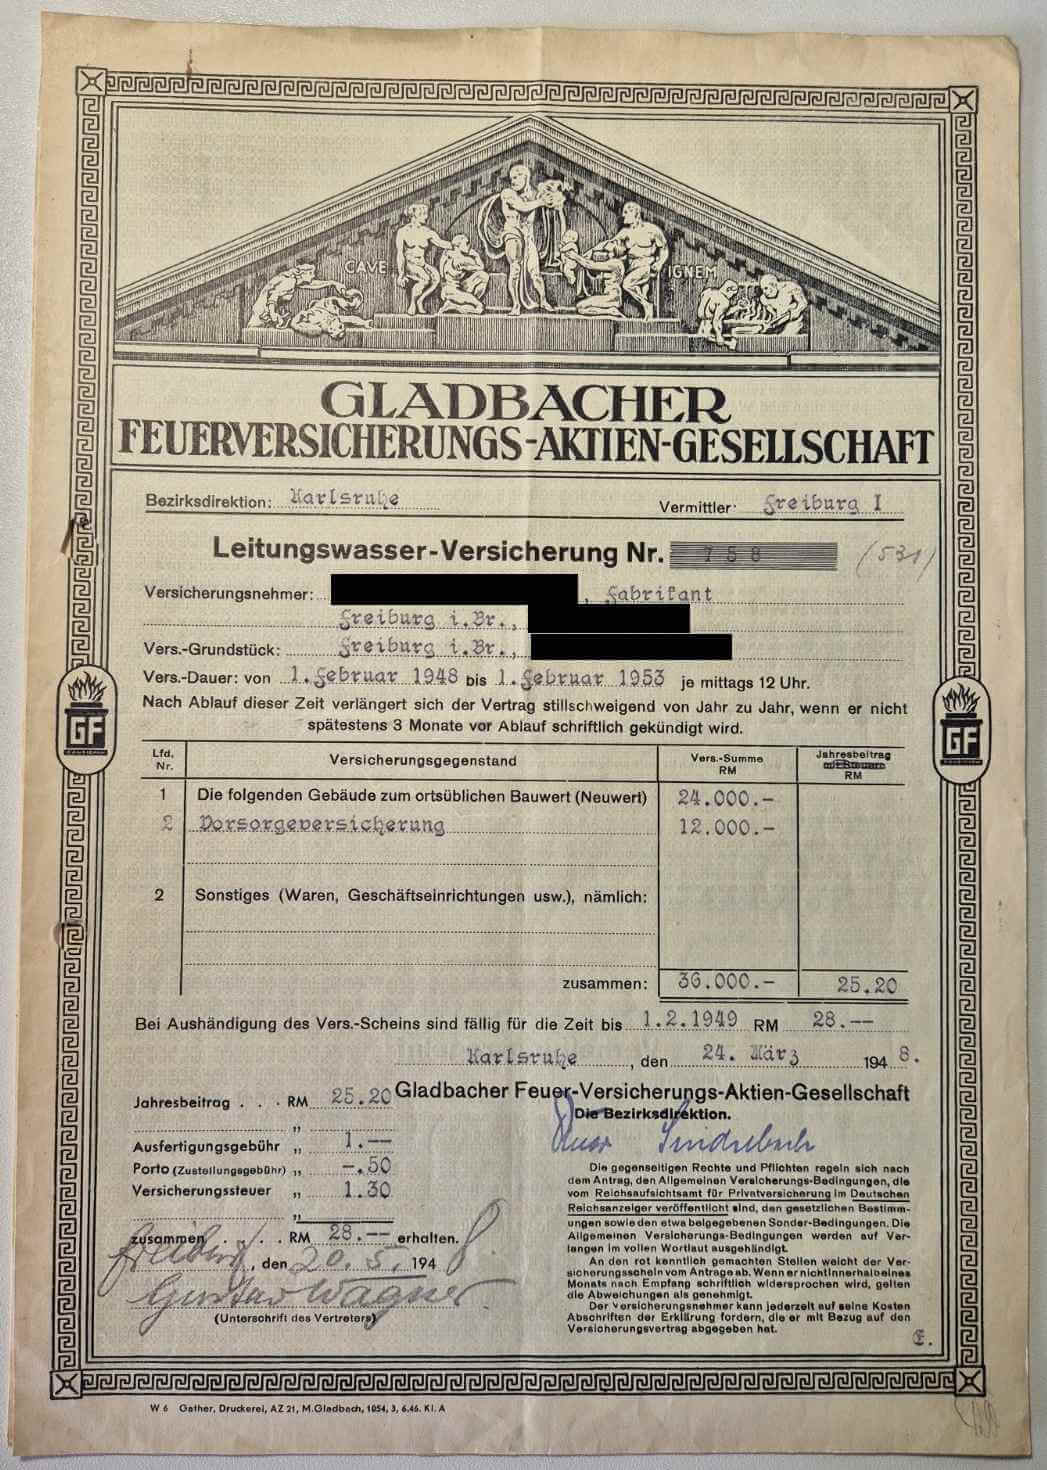 CAVE IGNEM
GLADBACHER
FEUERVERSICHERUNGS-AKTIEN-GESELLSCHAFT
Bezirksdirektion: Karlsruhe Vermittler: Freiburg I
Leitungswasser-Versicherung Nr. 758 (531)
Versicherungsnehmer: , Fabrikant
Freiburg i.Br.,
Vers.-Grundstück: Freiburg i.Br.,
Vers.-Dauer: von 1. Februar 1948 bis 1. Februar 1953 je mittags 12 Uhr.
Nach Ablauf dieser Zeit verlängert sich der Vertrag stillschweigend von Jahr zu Jahr, wenn er nicht
spätestens 3 Monate vor Ablauf schriftlich gekündigt wird.
GF
GF
Lfd. Nr. Versicherungsgegenstand Vers.-Summe RM Jahresbeitrag RM
1 Die folgenden Gebäude zum ortsüblichen Bauwert (Neuwert) 24.000.-
2 Vorsorgeversicherung 12.000.-
2 Sonstiges (Waren, Geschäftseinrichtungen usw.), nämlich:
zusammen: 36.000.- 25.20
Bei Aushändigung des Vers.-Scheins sind fällig für die Zeit bis 1.2.1949 RM 28.--
Karlsruhe, den 24. März 1948.
Gladbacher Feuer-Versicherungs-Aktien-Gesellschaft
Die Bezirksdirektion.
Jahresbeitrag . . . RM 25.20
"
Ausfertigungsgebühr " 1.--
Porto (Zustellungsgebühr) " -.50
Versicherungssteuer " 1.30
"
zusammen . . . . RM 28.-- erhalten.
Freiburg, den 20.5. 1948
Gustav Wagner
(Unterschrift des Vertreters)
Die gegenseitigen Rechte und Pflichten regeln sich nach
dem Antrag, den Allgemeinen Versicherungs-Bedingungen, die
vom Reichsaufsichtsamt für Privatversicherung im Deutschen
Reichsanzeiger veröffentlicht sind, den gesetzlichen Bestimm-
ungen sowie den etwa beigegebenen Sonder-Bedingungen. Die
Allgemeinen Versicherungs-Bedingungen werden auf Ver-
langen im vollen Wortlaut ausgehändigt.
An den rot kenntlich gemachten Stellen weicht der Ver-
sicherungsschein vom Antrage ab. Wenn er nicht innerhalb eines
Monats nach Empfang schriftlich widersprochen wird, gelten
die Abweichungen als genehmigt.
Der Versicherungsnehmer kann jederzeit auf seine Kosten
Abschriften der Erklärung fordern, die er mit Bezug auf den
Versicherungsvertrag abgegeben hat.
E.
W 6 Gather, Druckerei, AZ 21, M.Gladbach, 1054, 3, 6.46. Kl. A